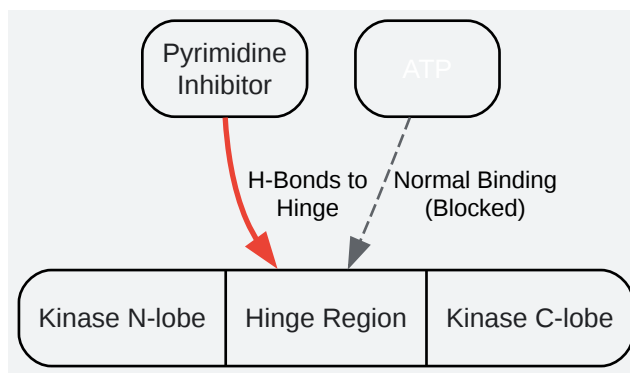 Pyrimidine
Inhibitor
ATP
H-Bonds to
Hinge
Normal Binding
(Blocked)
Kinase N-lobe
Hinge Region
Kinase C-lobe